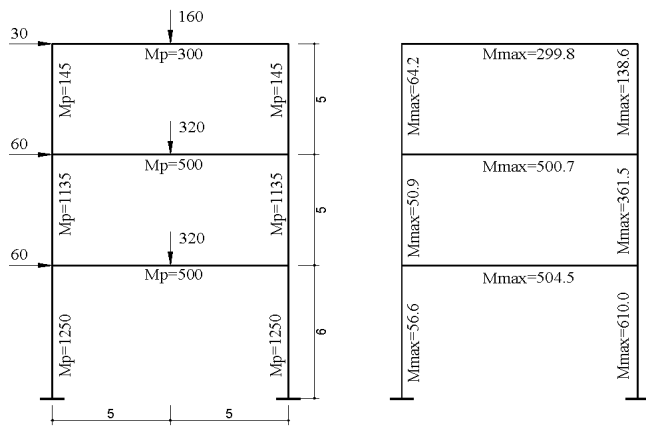 160
30
Mp=300
Mmax=299.8
Mp=145
Mp=145
Mmax=64.2
Mmax=138.6
5
320
60
Mp=500
Mmax=500.7
Mp=1135
Mp=1135
Mmax=50.9
Mmax=361.5
5
320
60
Mp=500
Mmax=504.5
Mp=1250
Mp=1250
Mmax=56.6
Mmax=610.0
6
5
5